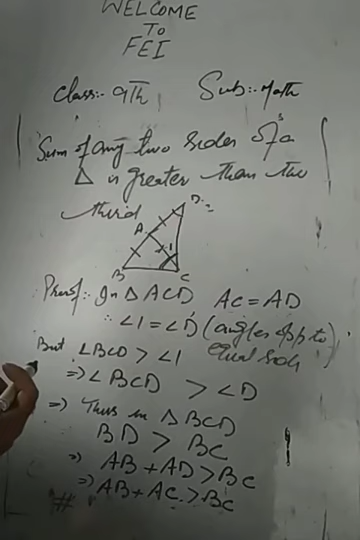 WELCOME
To
FEI
Class:- 9Th Sub:- Math
Sum of any two sides of a
Δ is greater than the
third
D
A
1
B C
Proof:- In Δ ACD AC = AD
∴ ∠1 = ∠D (angles opp to
equal side)
But ∠BCD > ∠1
⇒ ∠BCD > ∠D
⇒ Thus in Δ BCD
BD > BC
⇒ AB + AD > BC
⇒ AB + AC > BC
#